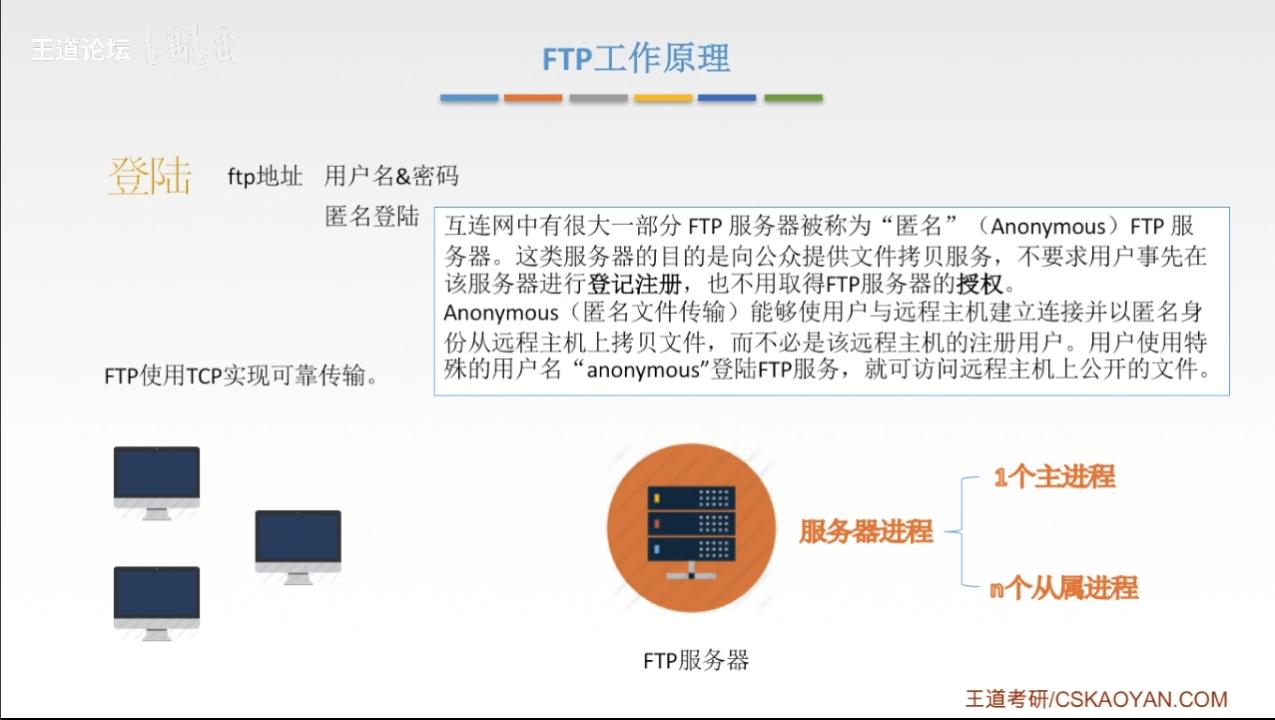 王道论坛 bilibili
FTP工作原理
登陆 ftp地址 用户名&密码
匿名登陆
互连网中有很大一部分 FTP 服务器被称为“匿名”（Anonymous）FTP 服
务器。这类服务器的目的是向公众提供文件拷贝服务，不要求用户事先在
该服务器进行登记注册，也不用取得FTP服务器的授权。
Anonymous（匿名文件传输）能够使用户与远程主机建立连接并以匿名身
份从远程主机上拷贝文件，而不必是该远程主机的注册用户。用户使用特
殊的用户名“anonymous”登陆FTP服务，就可访问远程主机上公开的文件。
FTP使用TCP实现可靠传输。
1个主进程
服务器进程
n个从属进程
FTP服务器
王道考研/CSKAOYAN.COM